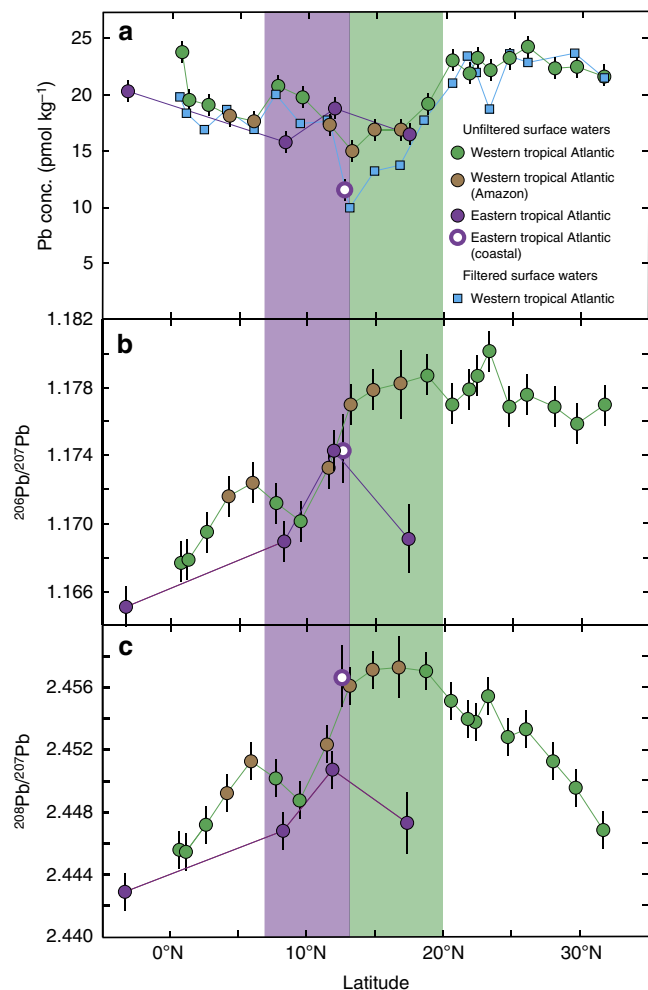 a
25
20
15
10
5
Pb conc. (pmol kg⁻¹)
Unfiltered surface waters
Western tropical Atlantic
Western tropical Atlantic
(Amazon)
Eastern tropical Atlantic
Eastern tropical Atlantic
(coastal)
Filtered surface waters
Western tropical Atlantic
b
1.182
1.178
1.174
1.170
1.166
²⁰⁶Pb/²⁰⁷Pb
c
2.456
2.452
2.448
2.444
2.440
²⁰⁸Pb/²⁰⁷Pb
0°N 10°N 20°N 30°N
Latitude